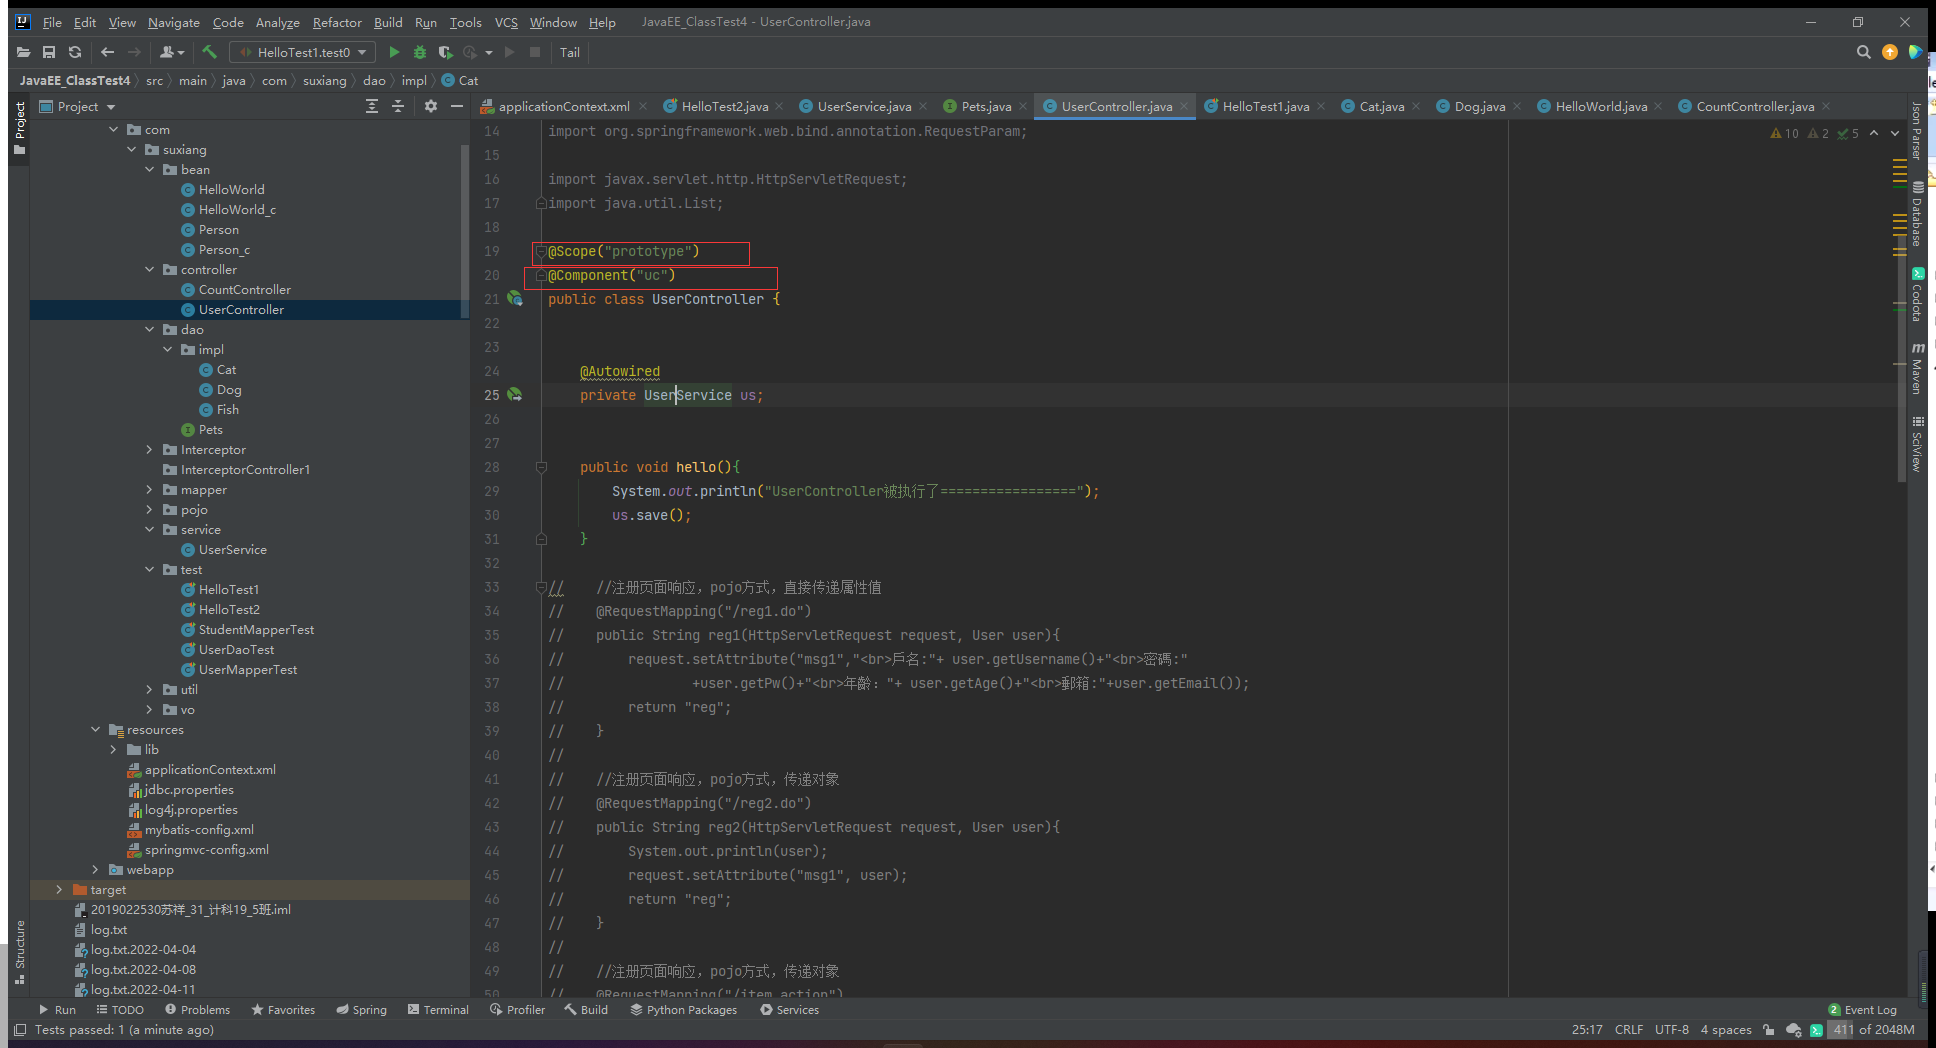 File Edit View Navigate Code Analyze Refactor Build Run Tools VCS Window Help JavaEE_ClassTest4 - UserController.java
HelloTest1.test0 Tail
JavaEE_ClassTest4 src main java com suxiang dao impl Cat
Project
applicationContext.xml HelloTest2.java UserService.java Pets.java UserController.java HelloTest1.java Cat.java Dog.java HelloWorld.java CountController.java
Project
com
suxiang
bean
HelloWorld
HelloWorld_c
Person
Person_c
controller
CountController
UserController
dao
impl
Cat
Dog
Fish
Pets
Interceptor
InterceptorController1
mapper
pojo
service
UserService
test
HelloTest1
HelloTest2
StudentMapperTest
UserDaoTest
UserMapperTest
util
vo
resources
lib
applicationContext.xml
jdbc.properties
log4j.properties
mybatis-config.xml
springmvc-config.xml
webapp
target
2019022530苏祥_31_计科19_5班.iml
log.txt
log.txt.2022-04-04
log.txt.2022-04-08
log.txt.2022-04-11
Structure
10 2 5
14 import org.springframework.web.bind.annotation.RequestParam;
15
16 import javax.servlet.http.HttpServletRequest;
17 import java.util.List;
18
19 @Scope("prototype")
20 @Component("uc")
21 public class UserController {
22
23
24 @Autowired
25 private UserService us;
26
27
28 public void hello(){
29 System.out.println("UserController被执行了=================");
30 us.save();
31 }
32
33 // //注册页面响应，pojo方式，直接传递属性值
34 // @RequestMapping("/reg1.do")
35 // public String reg1(HttpServletRequest request, User user){
36 // request.setAttribute("msg1","<br>戶名:"+ user.getUsername()+"<br>密碼:"
37 // +user.getPw()+"<br>年齡："+ user.getAge()+"<br>郵箱:"+user.getEmail());
38 // return "reg";
39 // }
40 //
41 // //注册页面响应，pojo方式，传递对象
42 // @RequestMapping("/reg2.do")
43 // public String reg2(HttpServletRequest request, User user){
44 // System.out.println(user);
45 // request.setAttribute("msg1", user);
46 // return "reg";
47 // }
48 //
49 // //注册页面响应，pojo方式，传递对象
50 // @RequestMapping("/item_action")
Json Parser
Database
Codota
Maven
SciView
Run TODO Problems Favorites Spring Terminal Profiler Build Python Packages Services 2 Event Log
Tests passed: 1 (a minute ago) 25:17 CRLF UTF-8 4 spaces 411 of 2048M